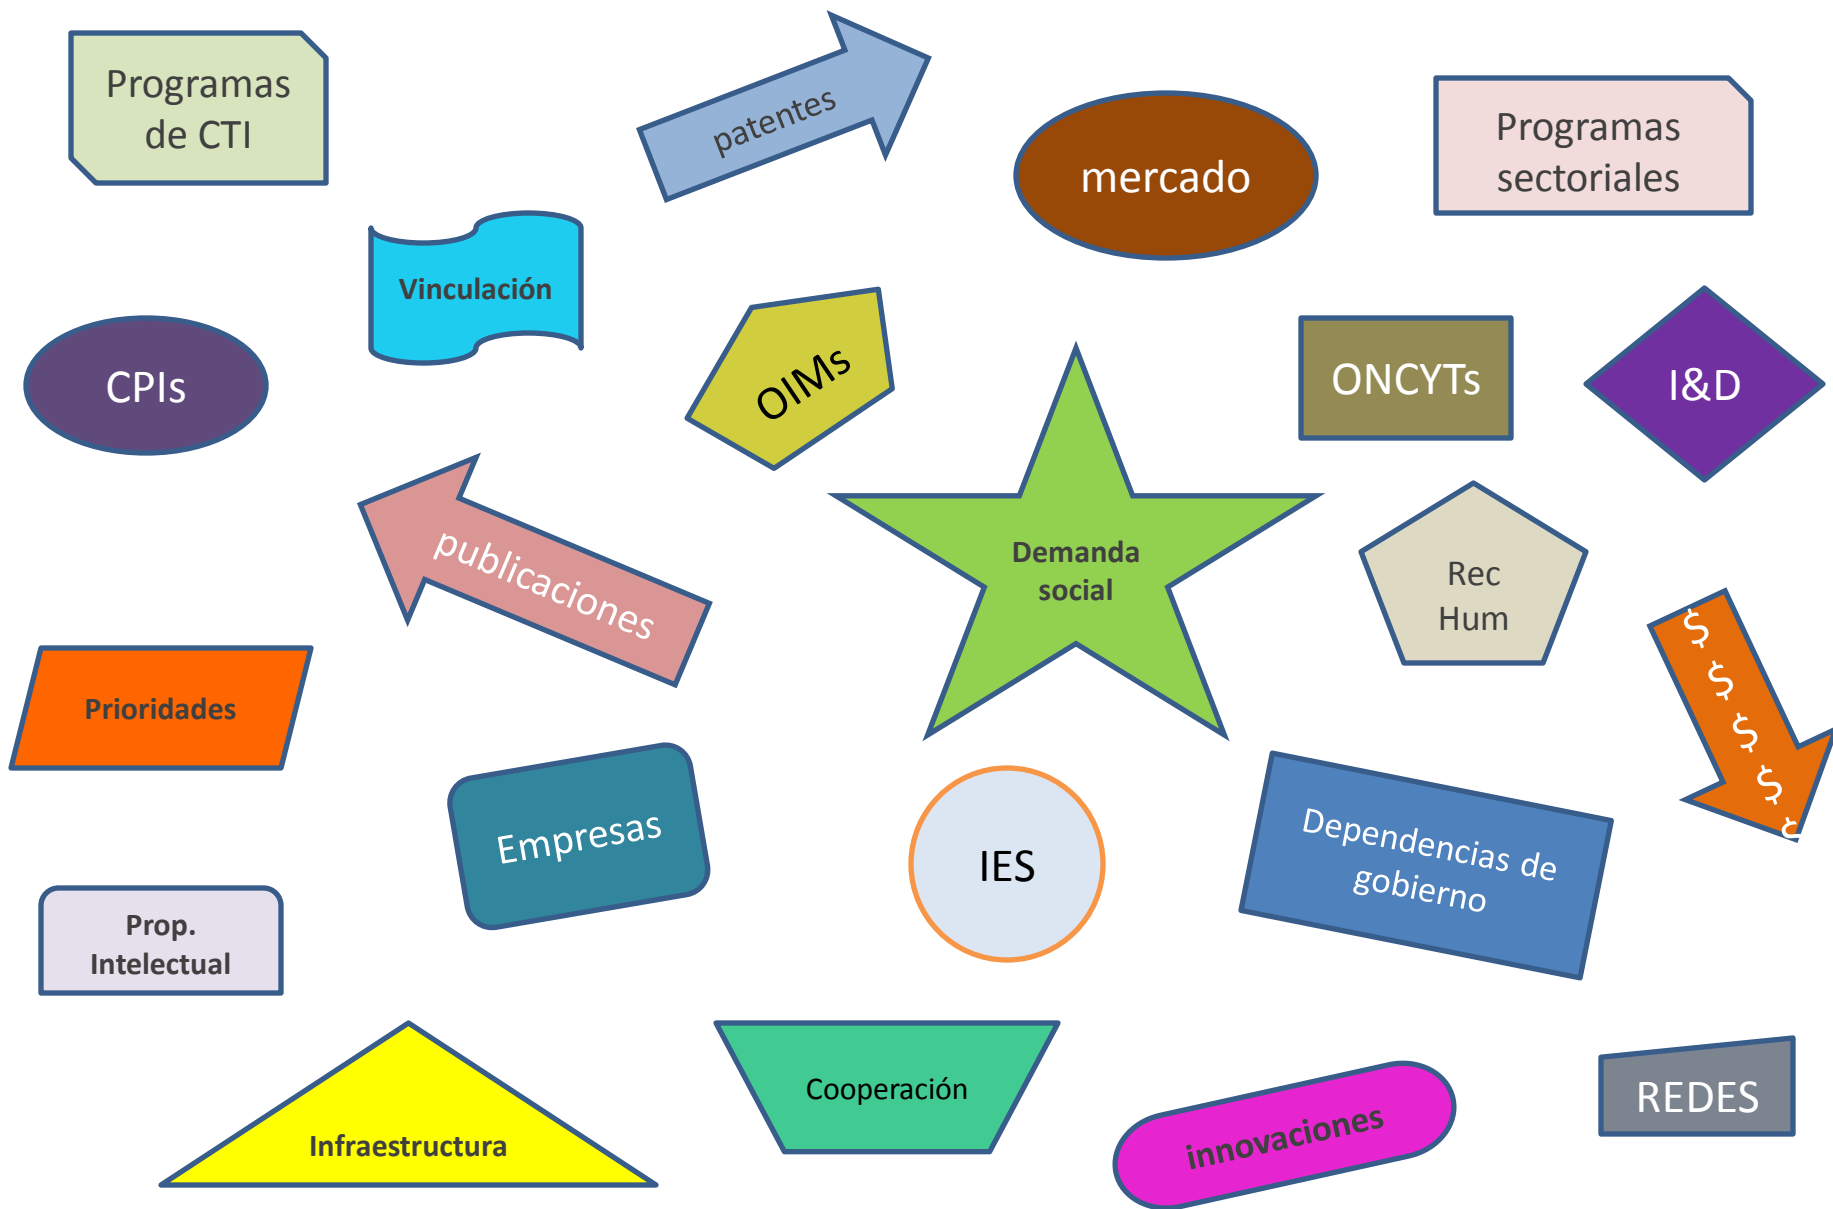 Programas
de CTI
patentes
mercado
Programas
sectoriales
Vinculación
CPIs
OIMs
ONCYTs
I&D
publicaciones
Demanda
social
Rec
Hum
$ $ $ $ $
Prioridades
Empresas
IES
Dependencias de
gobierno
Prop.
Intelectual
Infraestructura
Cooperación
innovaciones
REDES